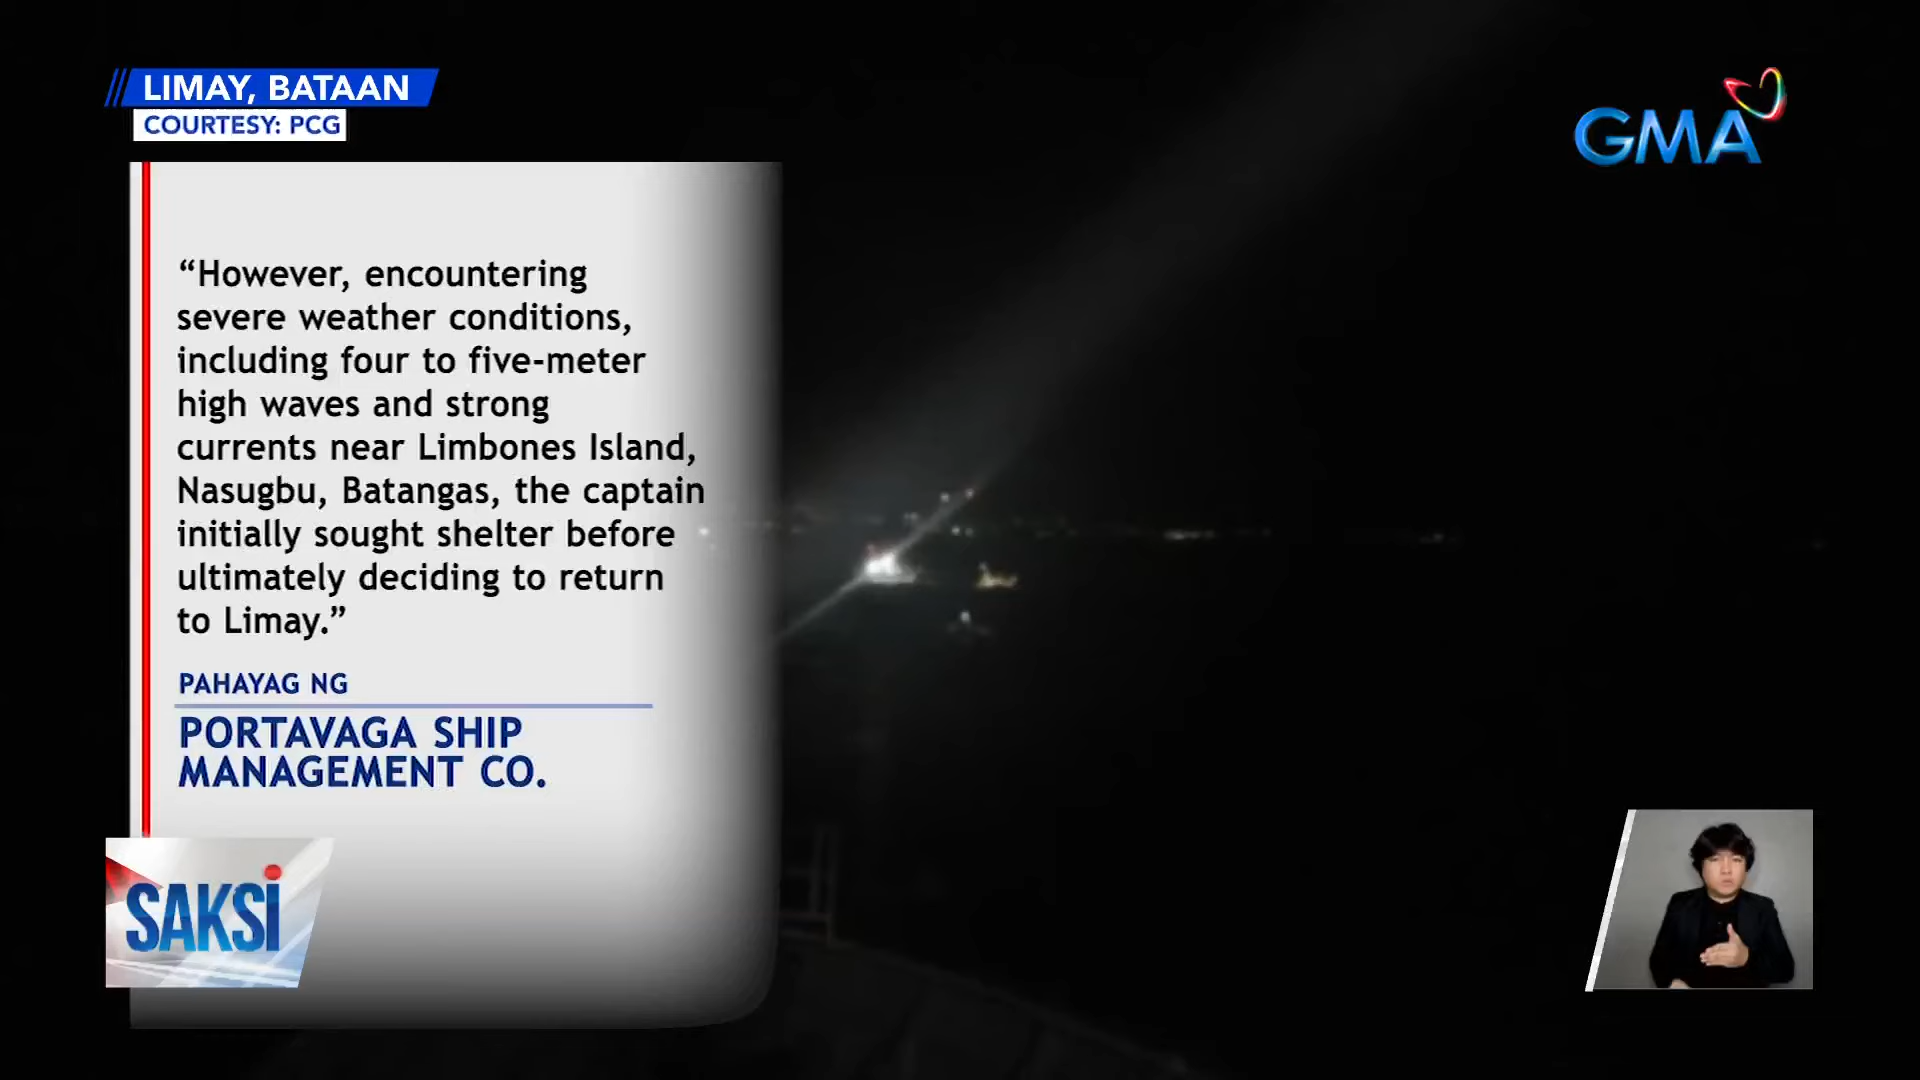 LIMAY, BATAAN
COURTESY: PCG
GMA
“However, encountering
severe weather conditions,
including four to five-meter
high waves and strong
currents near Limbones Island,
Nasugbu, Batangas, the captain
initially sought shelter before
ultimately deciding to return
to Limay.”
PAHAYAG NG
PORTAVAGA SHIP
MANAGEMENT CO.
SAKSI